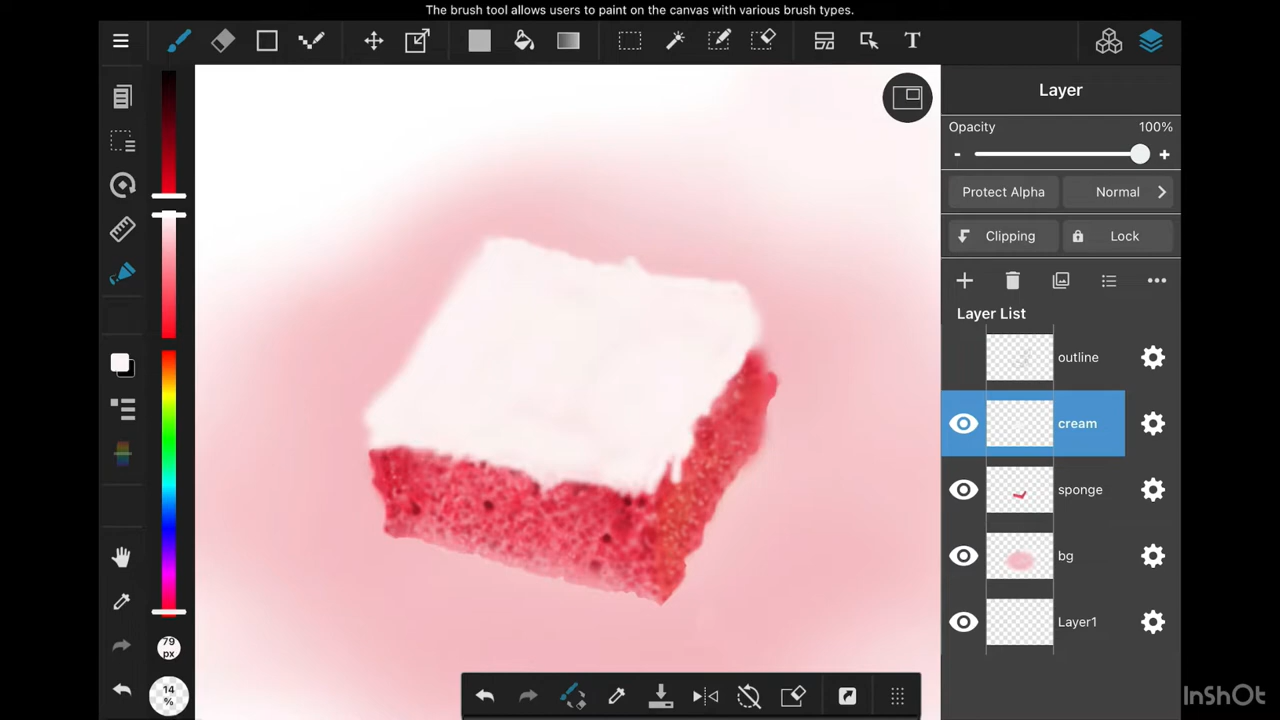 The brush tool allows users to paint on the canvas with various brush types.
T
Layer
Opacity 100%
- +
Protect Alpha Normal
Clipping Lock
Layer List
outline
cream
sponge
bg
Layer1
79
px
14
%
InShOt